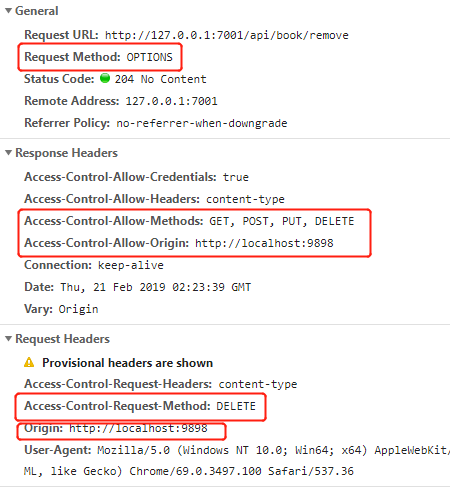 General
Request URL: http://127.0.0.1:7001/api/book/remove
Request Method: OPTIONS
Status Code: 204 No Content
Remote Address: 127.0.0.1:7001
Referrer Policy: no-referrer-when-downgrade
Response Headers
Access-Control-Allow-Credentials: true
Access-Control-Allow-Headers: content-type
Access-Control-Allow-Methods: GET, POST, PUT, DELETE
Access-Control-Allow-Origin: http://localhost:9898
Connection: keep-alive
Date: Thu, 21 Feb 2019 02:23:39 GMT
Vary: Origin
Request Headers
Provisional headers are shown
Access-Control-Request-Headers: content-type
Access-Control-Request-Method: DELETE
Origin: http://localhost:9898
User-Agent: Mozilla/5.0 (Windows NT 10.0; Win64; x64) AppleWebKit/
ML, like Gecko) Chrome/69.0.3497.100 Safari/537.36